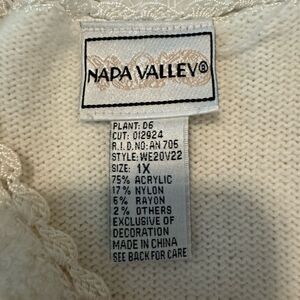 NAPA VALLEY®
PLANT: D6
CUT: 012924
R.I.D. NO: AN 705
STYLE: WE20V22
SIZE: 1X
75% ACRYLIC
17% NYLON
6% RAYON
2% OTHERS
EXCLUSIVE OF
DECORATION
MADE IN CHINA
SEE BACK FOR CARE